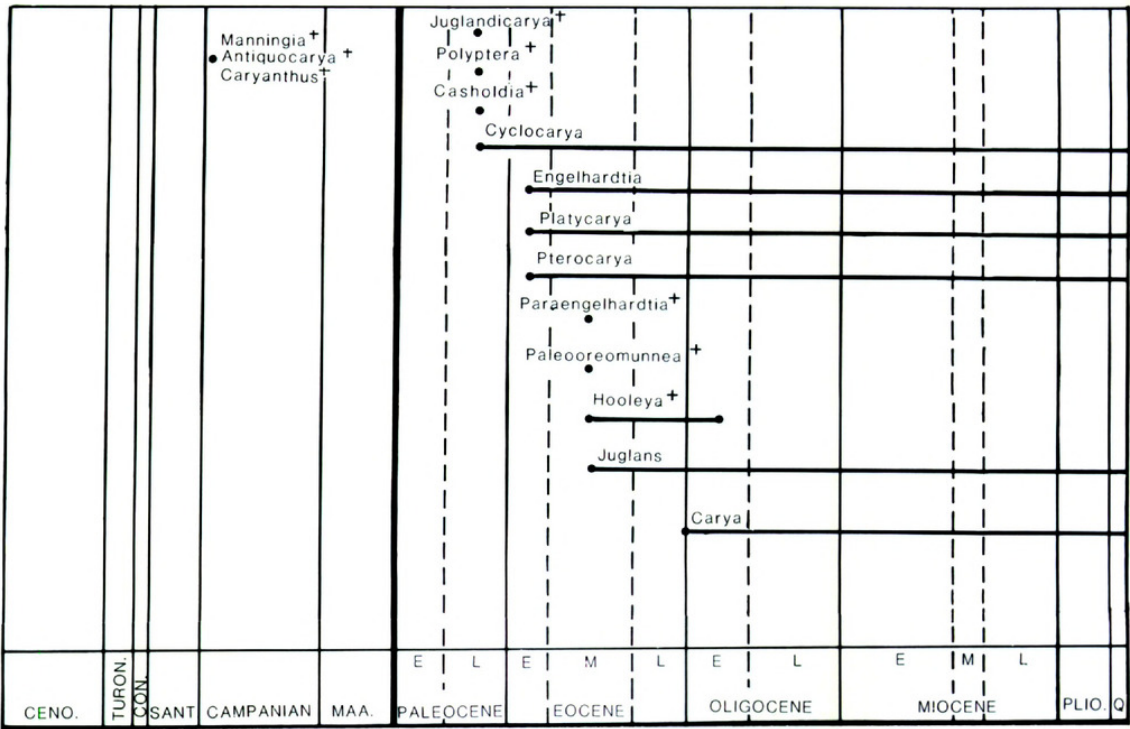 Juglandicarya+
Manningia+
Antiquocarya+
Caryanthus+
Polyptera+
Casholdia+
Cyclocarya
Engelhardtia
Platycarya
Pterocarya
Paraengelhardtia+
Paleooreomunnea+
Hooleya+
Juglans
Carya
E L E M L E L E M L
CENO. TURON. CON. SANT CAMPANIAN MAA. PALEOCENE EOCENE OLIGOCENE MIOCENE PLIO. Q